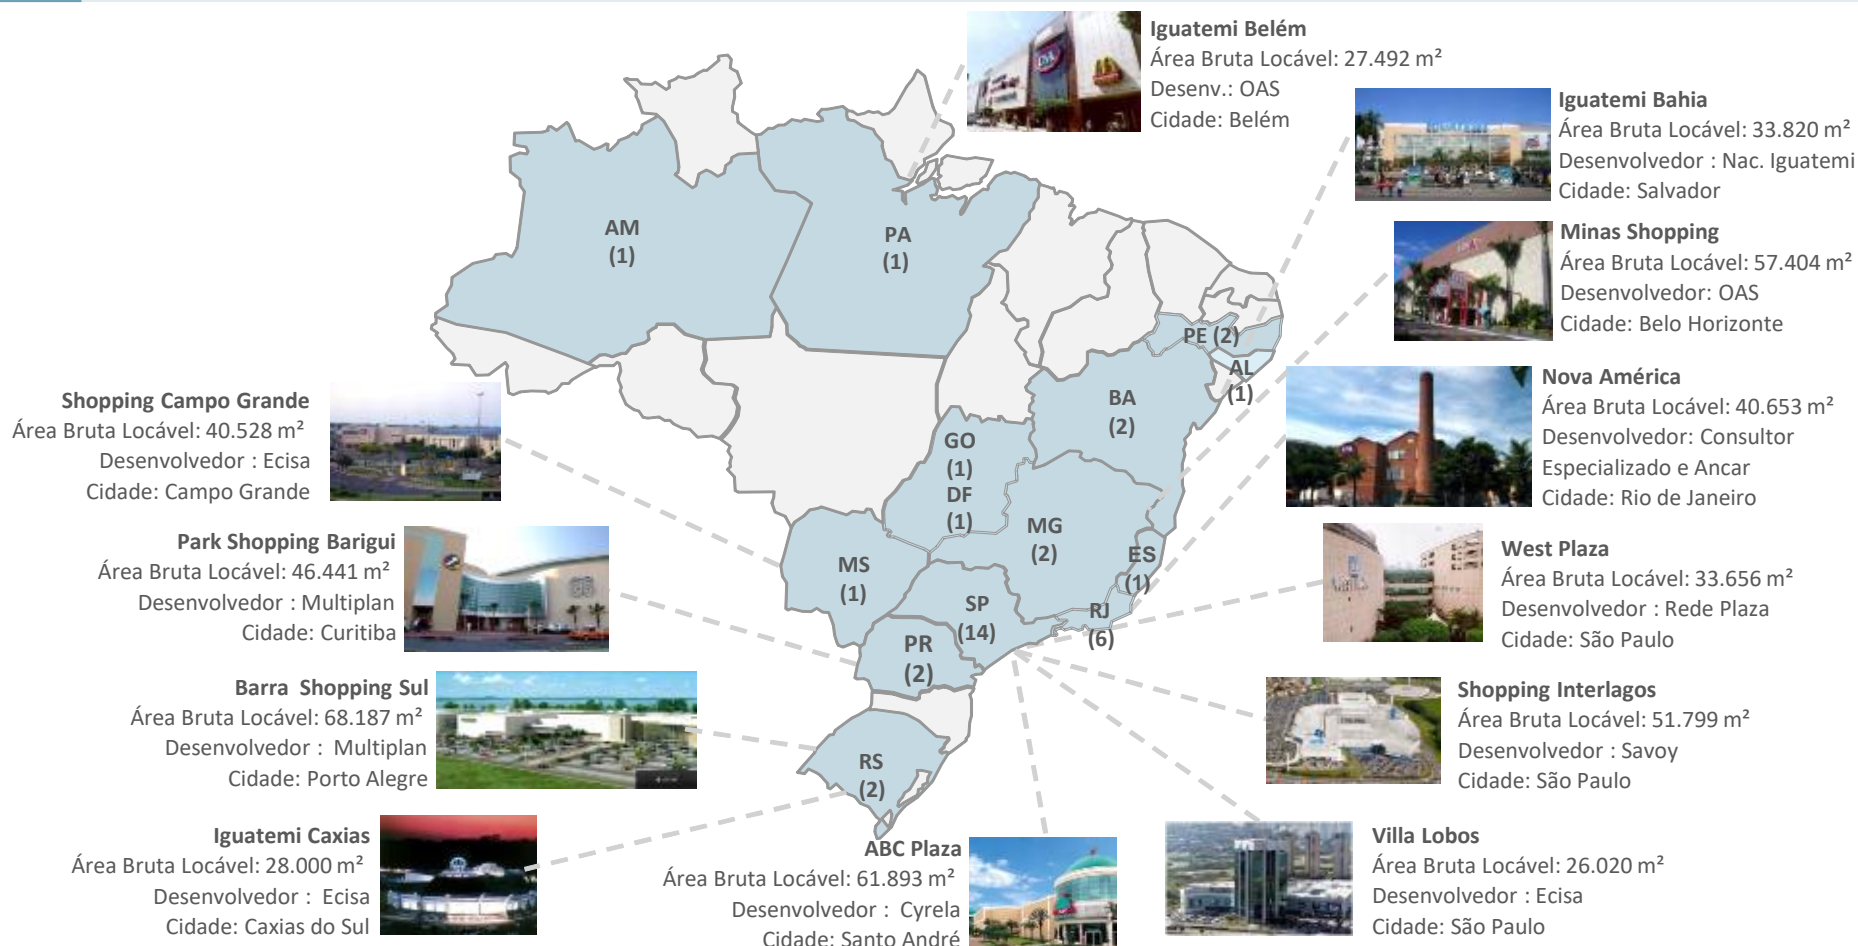 Iguatemi Belém
Área Bruta Locável: 27.492 m²
Desenv.: OAS
Cidade: Belém
Iguatemi Bahia
Área Bruta Locável: 33.820 m²
Desenvolvedor : Nac. Iguatemi
Cidade: Salvador
Minas Shopping
Área Bruta Locável: 57.404 m²
Desenvolvedor: OAS
Cidade: Belo Horizonte
Nova América
Área Bruta Locável: 40.653 m²
Desenvolvedor: Consultor
Especializado e Ancar
Cidade: Rio de Janeiro
West Plaza
Área Bruta Locável: 33.656 m²
Desenvolvedor : Rede Plaza
Cidade: São Paulo
Shopping Interlagos
Área Bruta Locável: 51.799 m²
Desenvolvedor : Savoy
Cidade: São Paulo
Villa Lobos
Área Bruta Locável: 26.020 m²
Desenvolvedor : Ecisa
Cidade: São Paulo
ABC Plaza
Área Bruta Locável: 61.893 m²
Desenvolvedor : Cyrela
Cidade: Santo André
Shopping Campo Grande
Área Bruta Locável: 40.528 m²
Desenvolvedor : Ecisa
Cidade: Campo Grande
Park Shopping Barigui
Área Bruta Locável: 46.441 m²
Desenvolvedor : Multiplan
Cidade: Curitiba
Barra Shopping Sul
Área Bruta Locável: 68.187 m²
Desenvolvedor : Multiplan
Cidade: Porto Alegre
Iguatemi Caxias
Área Bruta Locável: 28.000 m²
Desenvolvedor : Ecisa
Cidade: Caxias do Sul
AM
(1)
PA
(1)
PE (2)
AL
(1)
BA
(2)
GO
(1)
DF
(1)
MG
(2)
ES
(1)
MS
(1)
SP
(14)
RJ
(6)
PR
(2)
RS
(2)